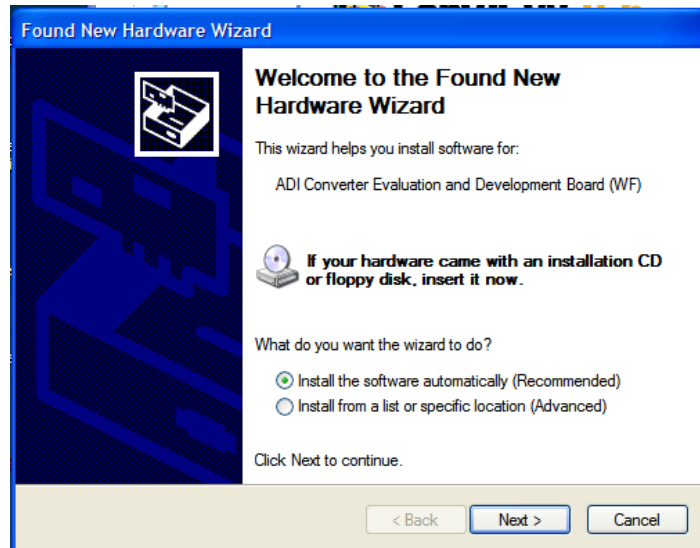 Found New Hardware Wizard
Welcome to the Found New
Hardware Wizard
This wizard helps you install software for:
ADI Converter Evaluation and Development Board (WF)
If your hardware came with an installation CD
or floppy disk, insert it now.
What do you want the wizard to do?
Install the software automatically (Recommended)
Install from a list or specific location (Advanced)
Click Next to continue.
< Back
Next >
Cancel